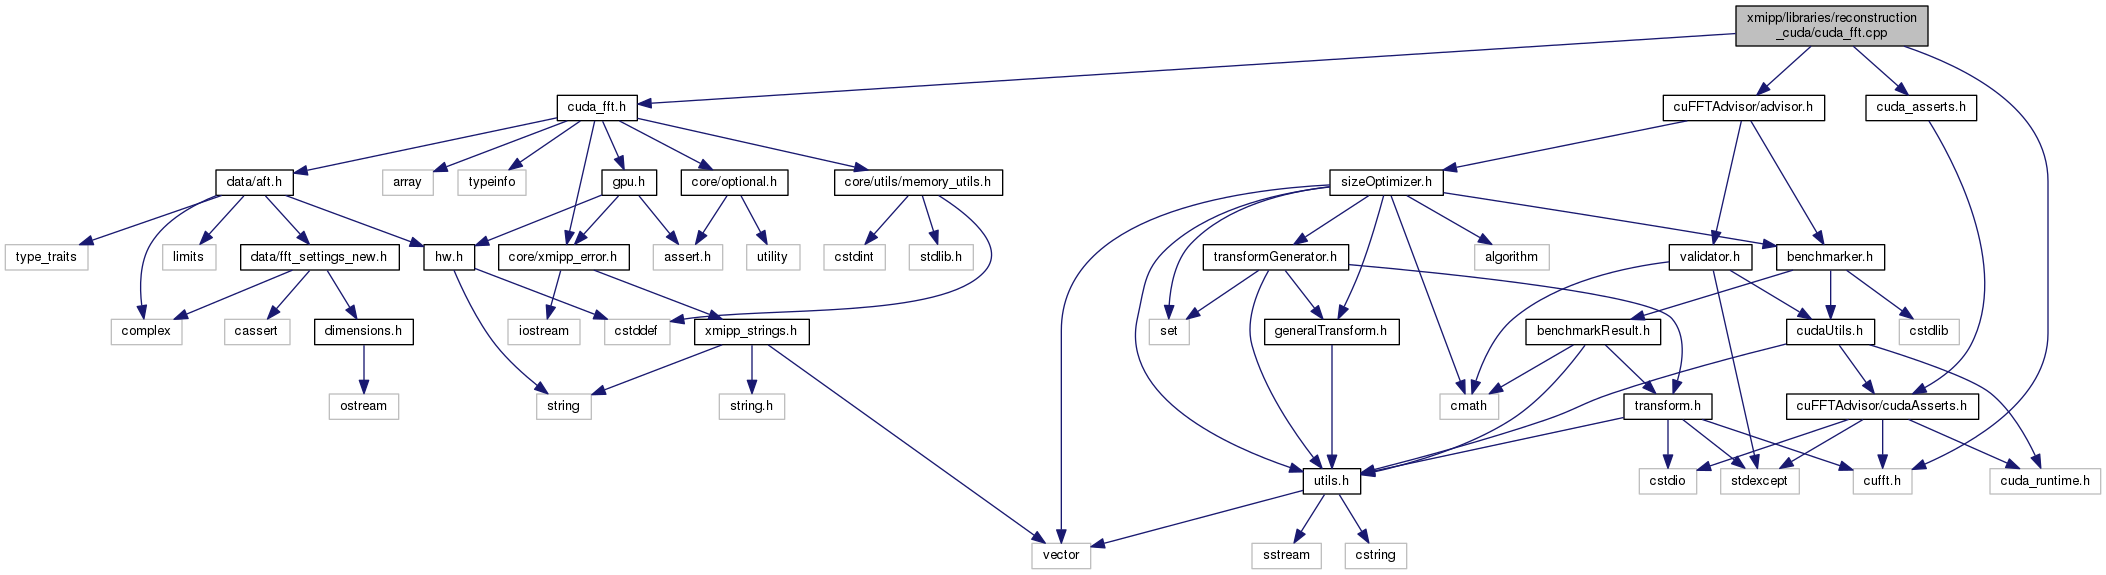 xmipp/libraries/reconstruction
_cuda/cuda_fft.cpp
cuda_fft.h
cuFFTAdvisor/advisor.h
cuda_asserts.h
data/aft.h
array
typeinfo
gpu.h
core/optional.h
core/utils/memory_utils.h
sizeOptimizer.h
type_traits
limits
data/fft_settings_new.h
hw.h
core/xmipp_error.h
assert.h
utility
cstdint
stdlib.h
transformGenerator.h
algorithm
validator.h
benchmarker.h
complex
cassert
dimensions.h
iostream
cstddef
xmipp_strings.h
set
generalTransform.h
benchmarkResult.h
cudaUtils.h
cstdlib
ostream
string
string.h
cmath
transform.h
cuFFTAdvisor/cudaAsserts.h
utils.h
cstdio
stdexcept
cufft.h
cuda_runtime.h
vector
sstream
cstring